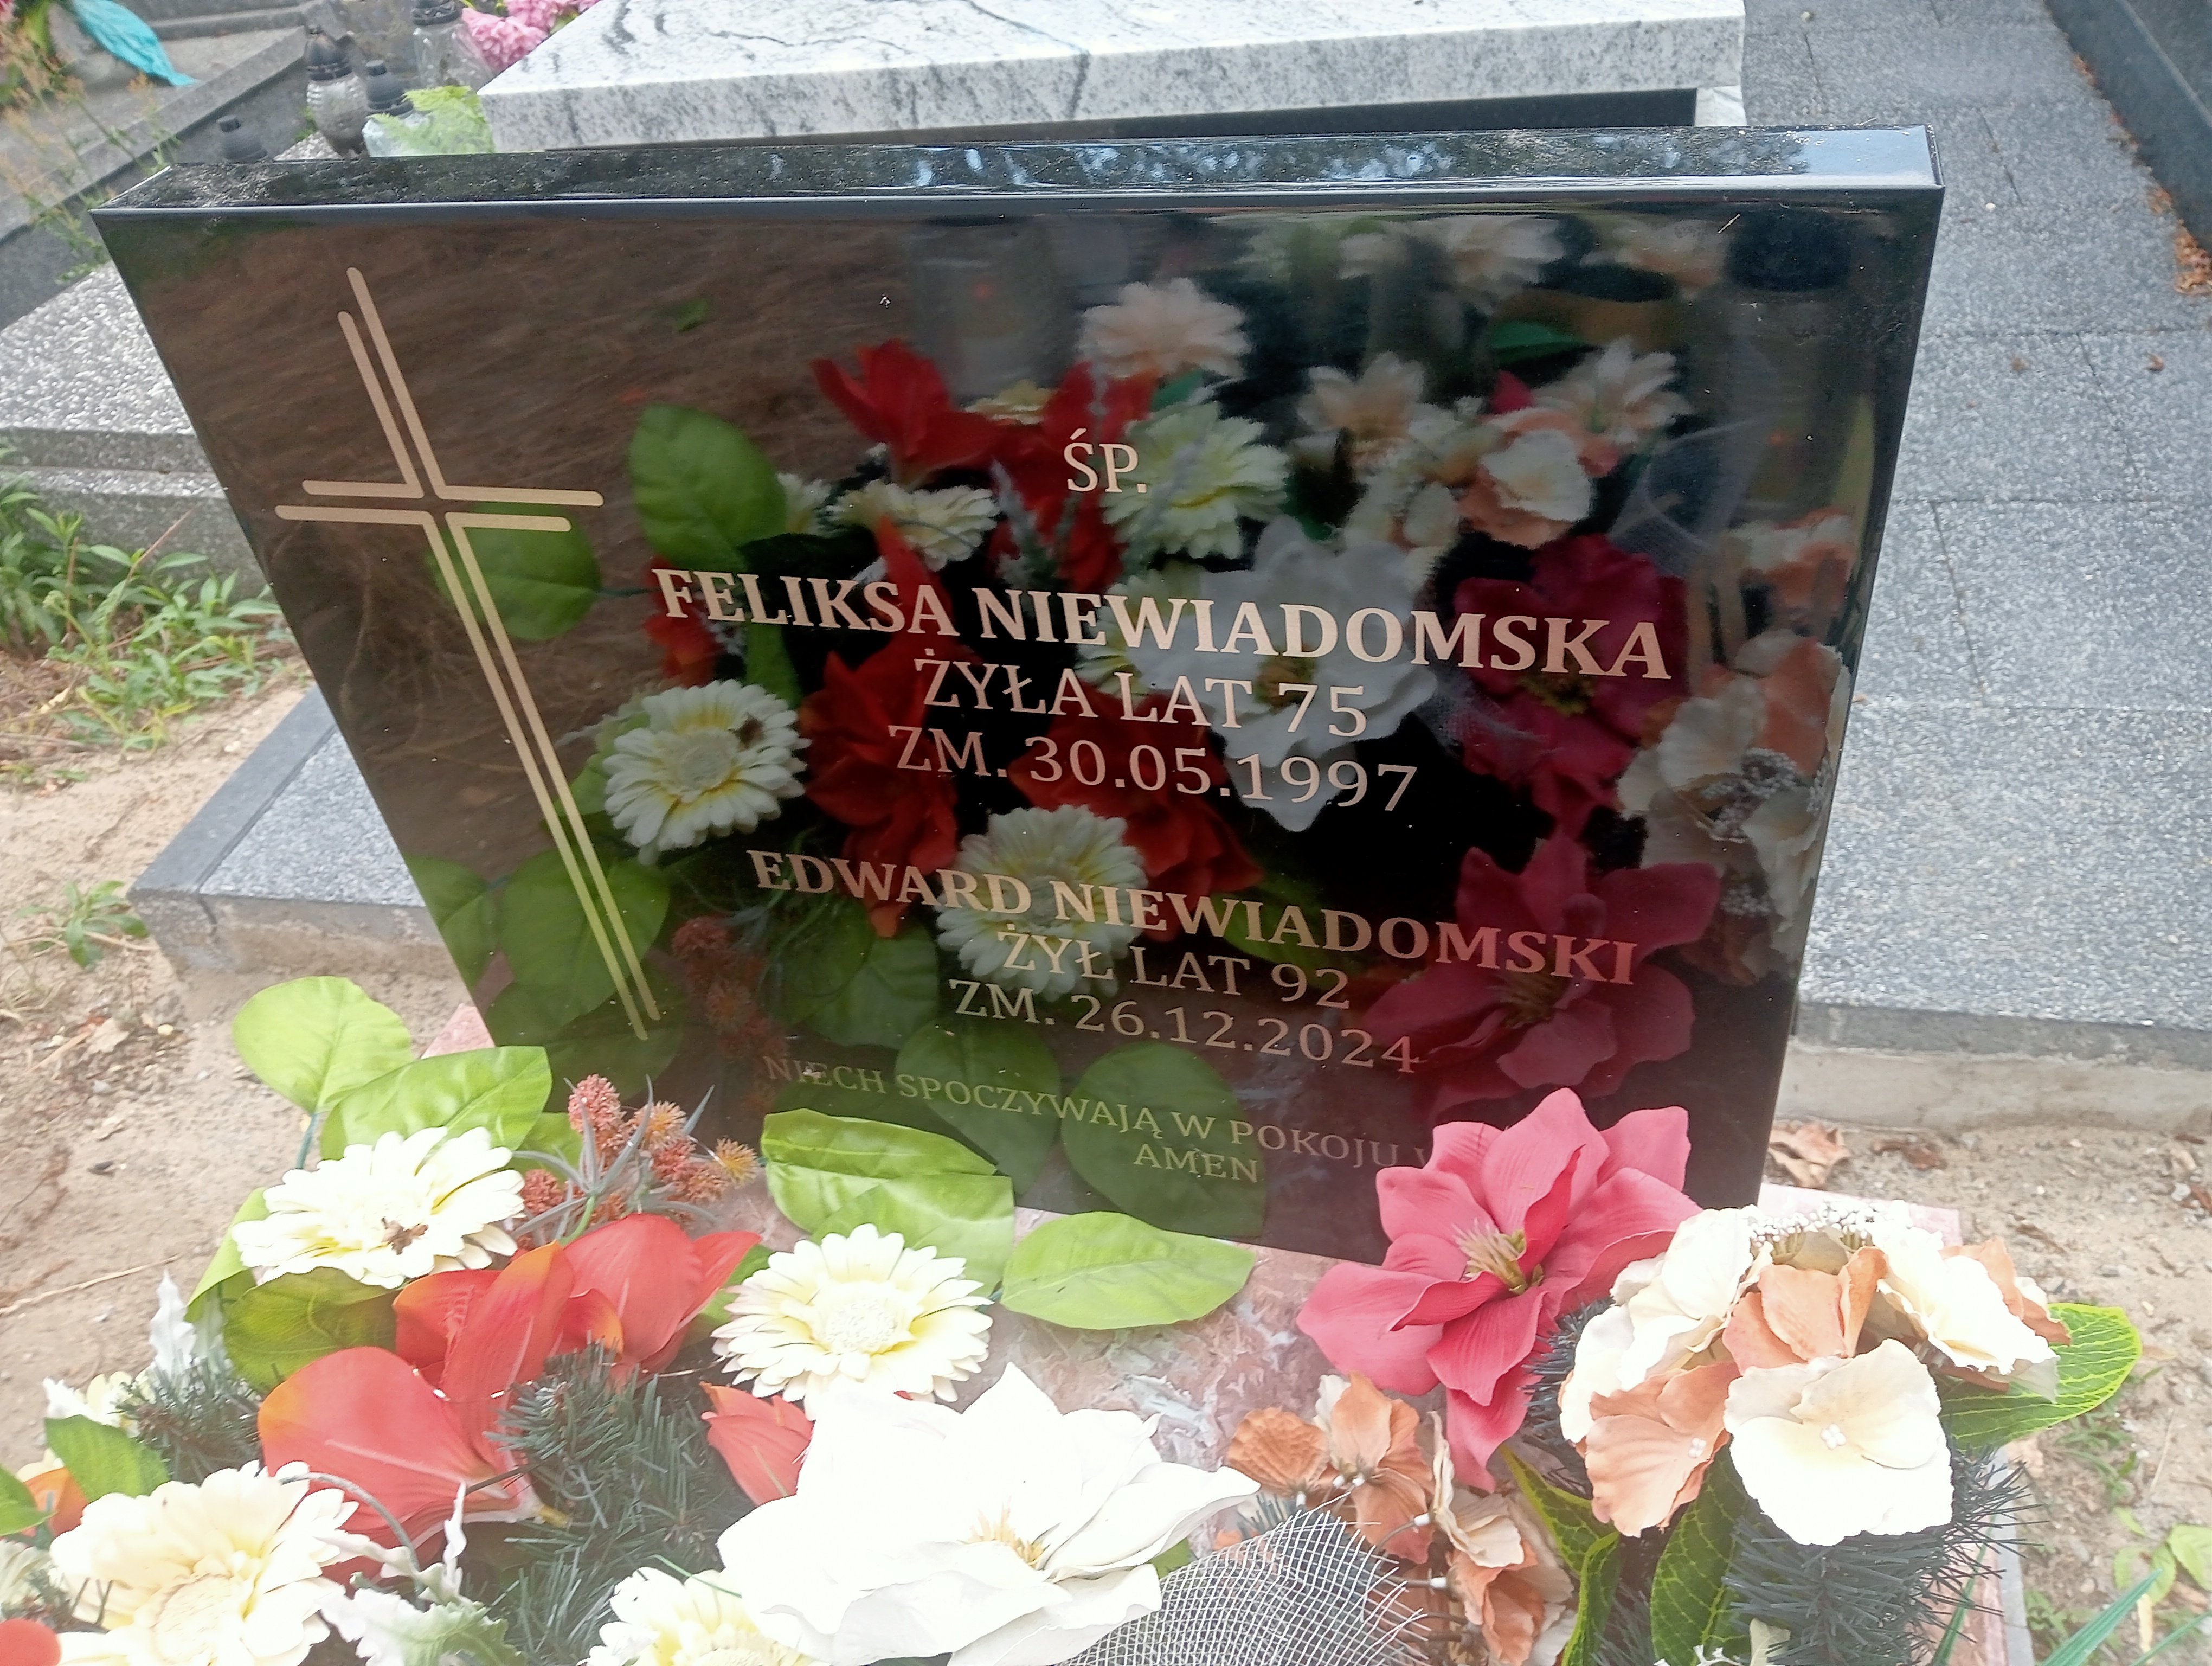 ŚP.
FELIKSA NIEWIADOMSKA
ŻYŁA LAT 75
ZM. 30.05.1997
EDWARD NIEWIADOMSKI
ŻYŁ LAT 92
ZM. 26.12.2024
NIECH SPOCZYWAJĄ W POKOJU
AMEN